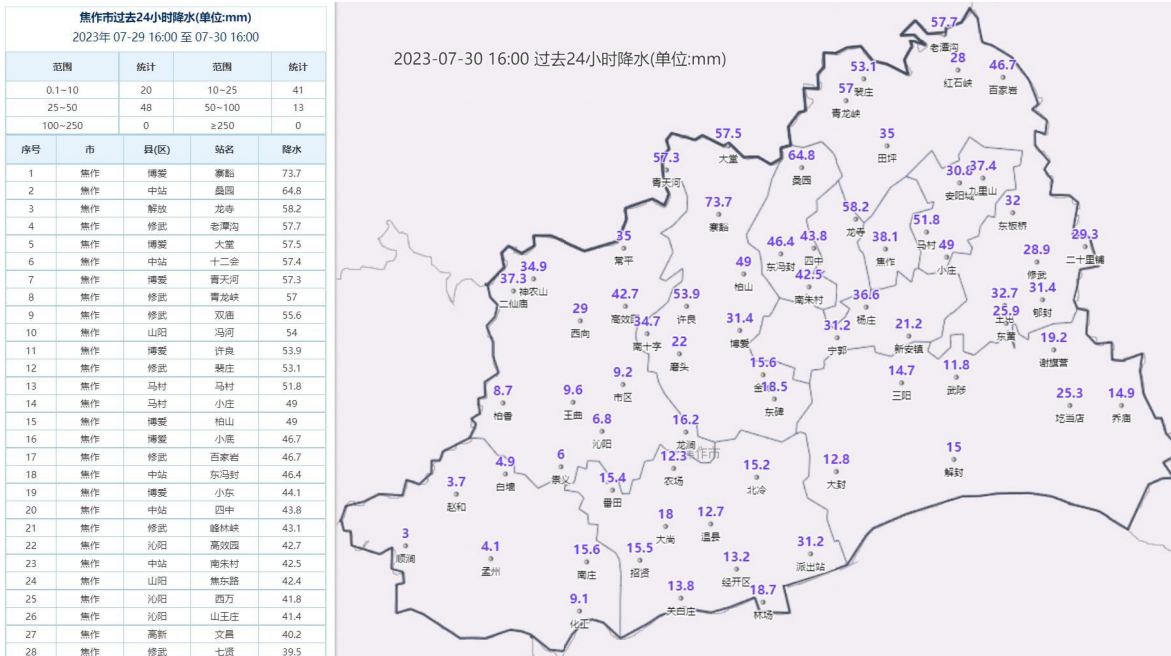 焦作市过去24小时降水(单位:mm)
2023年 07-29 16:00 至 07-30 16:00
范围 统计 范围 统计
0.1~10 20 10~25 41
25~50 48 50~100 13
100~250 0 ≥250 0
序号 市 县(区) 站名 降水
1 焦作 博爱 寨豁 73.7
2 焦作 中站 桑园 64.8
3 焦作 解放 龙寺 58.2
4 焦作 修武 老潭沟 57.7
5 焦作 博爱 大堂 57.5
6 焦作 中站 十二会 57.4
7 焦作 博爱 青天河 57.3
8 焦作 修武 青龙峡 57
9 焦作 修武 双庙 55.6
10 焦作 山阳 冯河 54
11 焦作 博爱 许良 53.9
12 焦作 修武 裴庄 53.1
13 焦作 马村 马村 51.8
14 焦作 马村 小庄 49
15 焦作 博爱 柏山 49
16 焦作 博爱 小底 46.7
17 焦作 修武 百家岩 46.7
18 焦作 中站 东冯封 46.4
19 焦作 博爱 小东 44.1
20 焦作 中站 四中 43.8
21 焦作 修武 峰林峡 43.1
22 焦作 沁阳 高效园 42.7
23 焦作 中站 南朱村 42.5
24 焦作 山阳 焦东路 42.4
25 焦作 沁阳 西万 41.8
26 焦作 沁阳 山王庄 41.4
27 焦作 高新 文昌 40.2
28 焦作 修武 七贤 39.5
2023-07-30 16:00 过去24小时降水(单位:mm)
57.7
老潭沟
28
红石峡
46.7
百家岩
53.1
裴庄
57
青龙峡
35
田坪
57.5
大堂
57.3
青天河
64.8
桑园
30.8
安阳城
37.4
九里山
73.7
寨豁
58.2
龙寺
32
东板桥
51.8
马村
35
常平
46.4
东冯封
43.8
四中
38.1
焦作
49
小庄
29.3
二十里铺
28.9
修武
34.9
神农山
37.3
二仙庙
49
柏山
42.5
南朱村
31.4
郇封
42.7
高效园
53.9
许良
36.6
杨庄
32.7
25.9
东黄
29
西向
34.7
南十字
31.4
博爱
31.2
宁郭
21.2
新安镇
19.2
谢旗营
22
磨头
15.6
金
18.5
东碑
14.7
三阳
11.8
武陟
8.7
柏香
9.6
王曲
9.2
市区
25.3
圪当店
14.9
乔庙
6.8
沁阳
16.2
龙涧
焦作市
4.9
白墙
6
崇义
12.3
农场
15.2
北冷
12.8
大封
15
解封
3.7
赵和
15.4
番田
18
大尚
12.7
温县
3
顺涧
4.1
孟州
15.6
南庄
15.5
招贤
13.2
经开区
31.2
派出站
9.1
化工
13.8
关白庄
18.7
林场